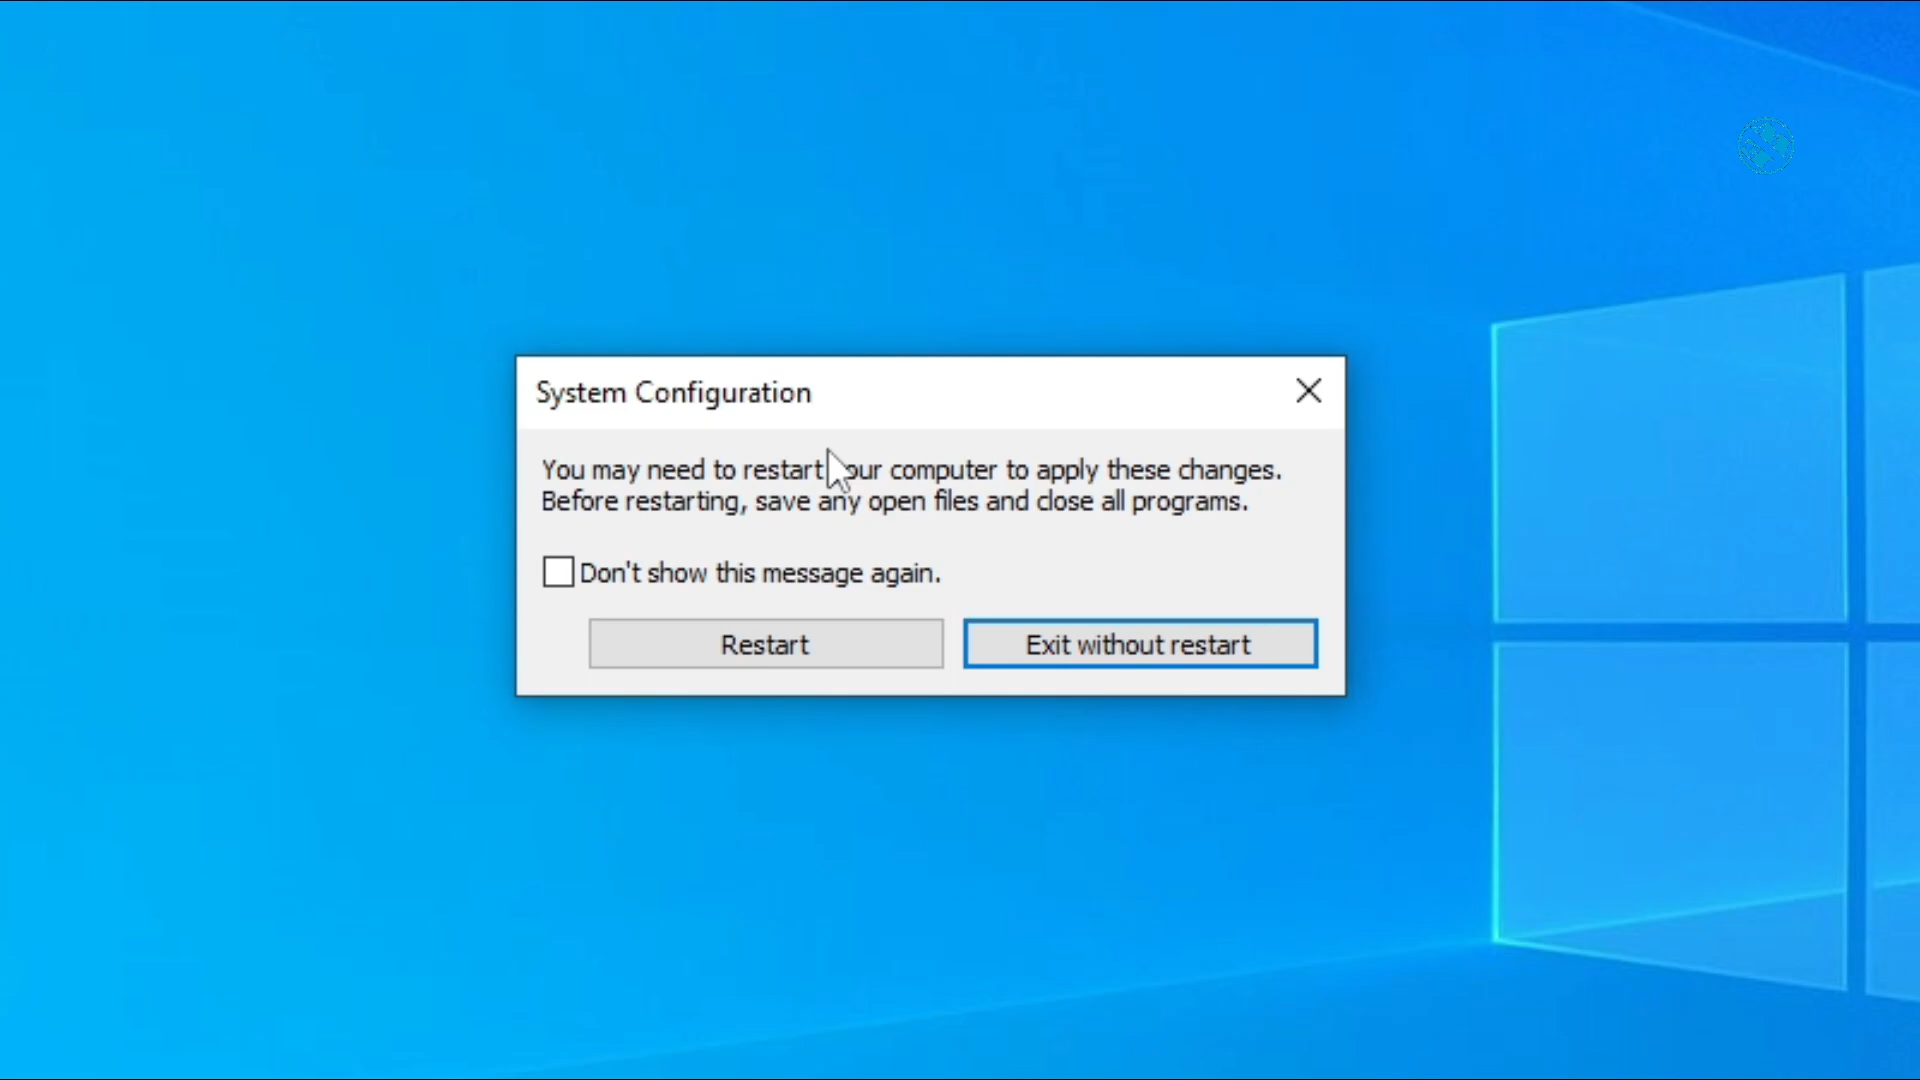 System Configuration
You may need to restart your computer to apply these changes.
Before restarting, save any open files and close all programs.
Don't show this message again.
Restart
Exit without restart